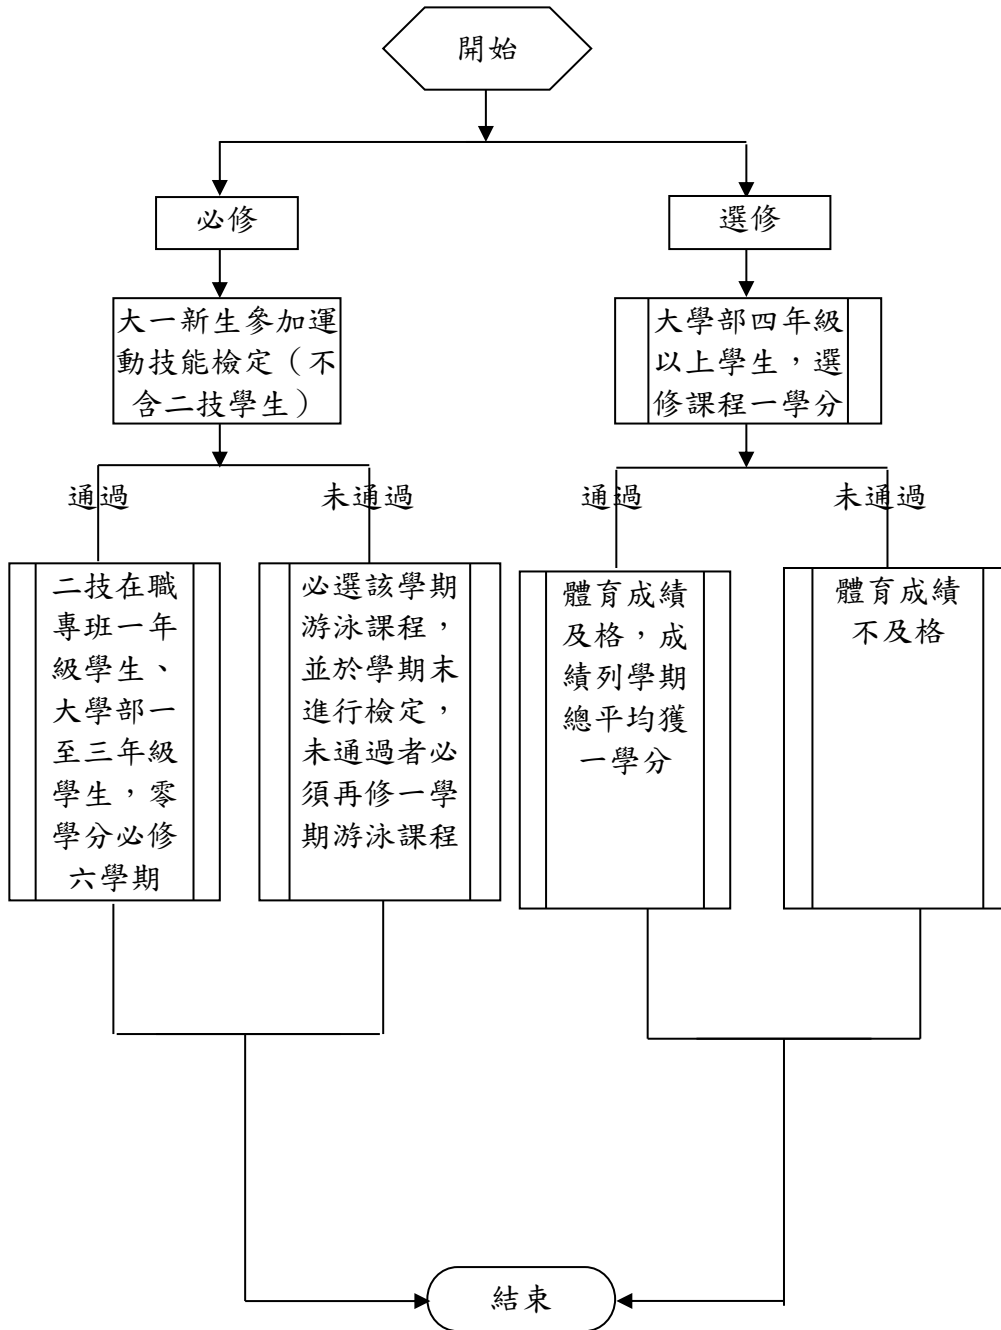 開始
必修
選修
大一新生參加運
動技能檢定（不
含二技學生）
大學部四年級
以上學生，選
修課程一學分
通過
未通過
通過
未通過
二技在職
專班一年
級學生、
大學部一
至三年級
學生，零
學分必修
六學期
必選該學期
游泳課程，
並於學期末
進行檢定，
未通過者必
須再修一學
期游泳課程
體育成績
及格，成
績列學期
總平均獲
一學分
體育成績
不及格
結束